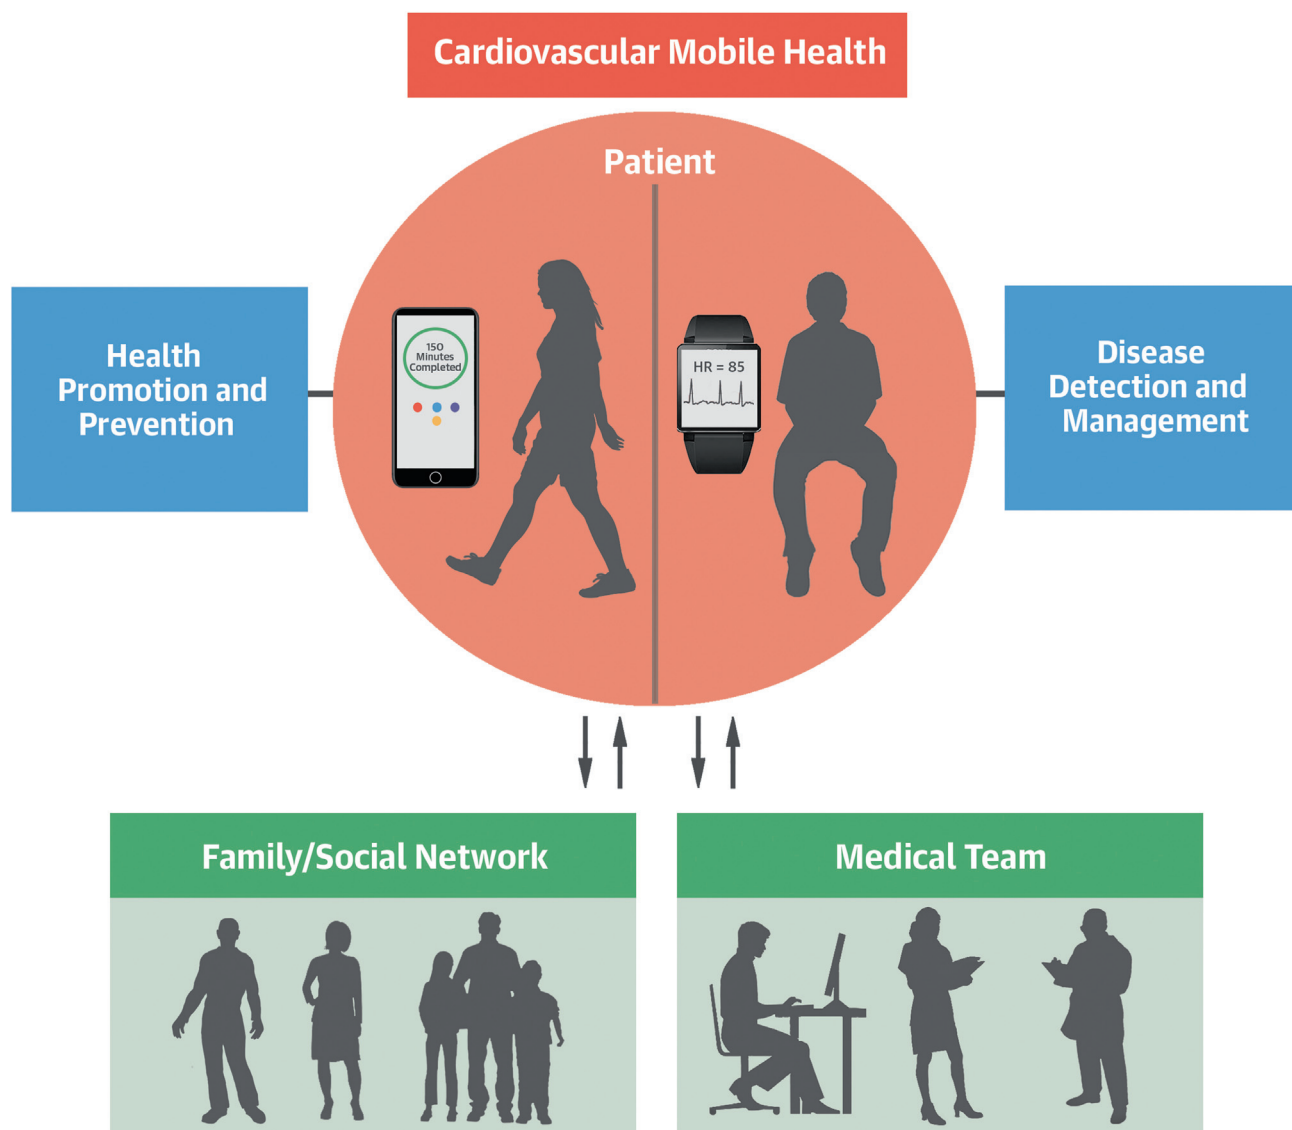 Cardiovascular Mobile Health
Patient
Health
Promotion and
Prevention
150
Minutes
Completed
HR = 85
Disease
Detection and
Management
Family/Social Network
Medical Team